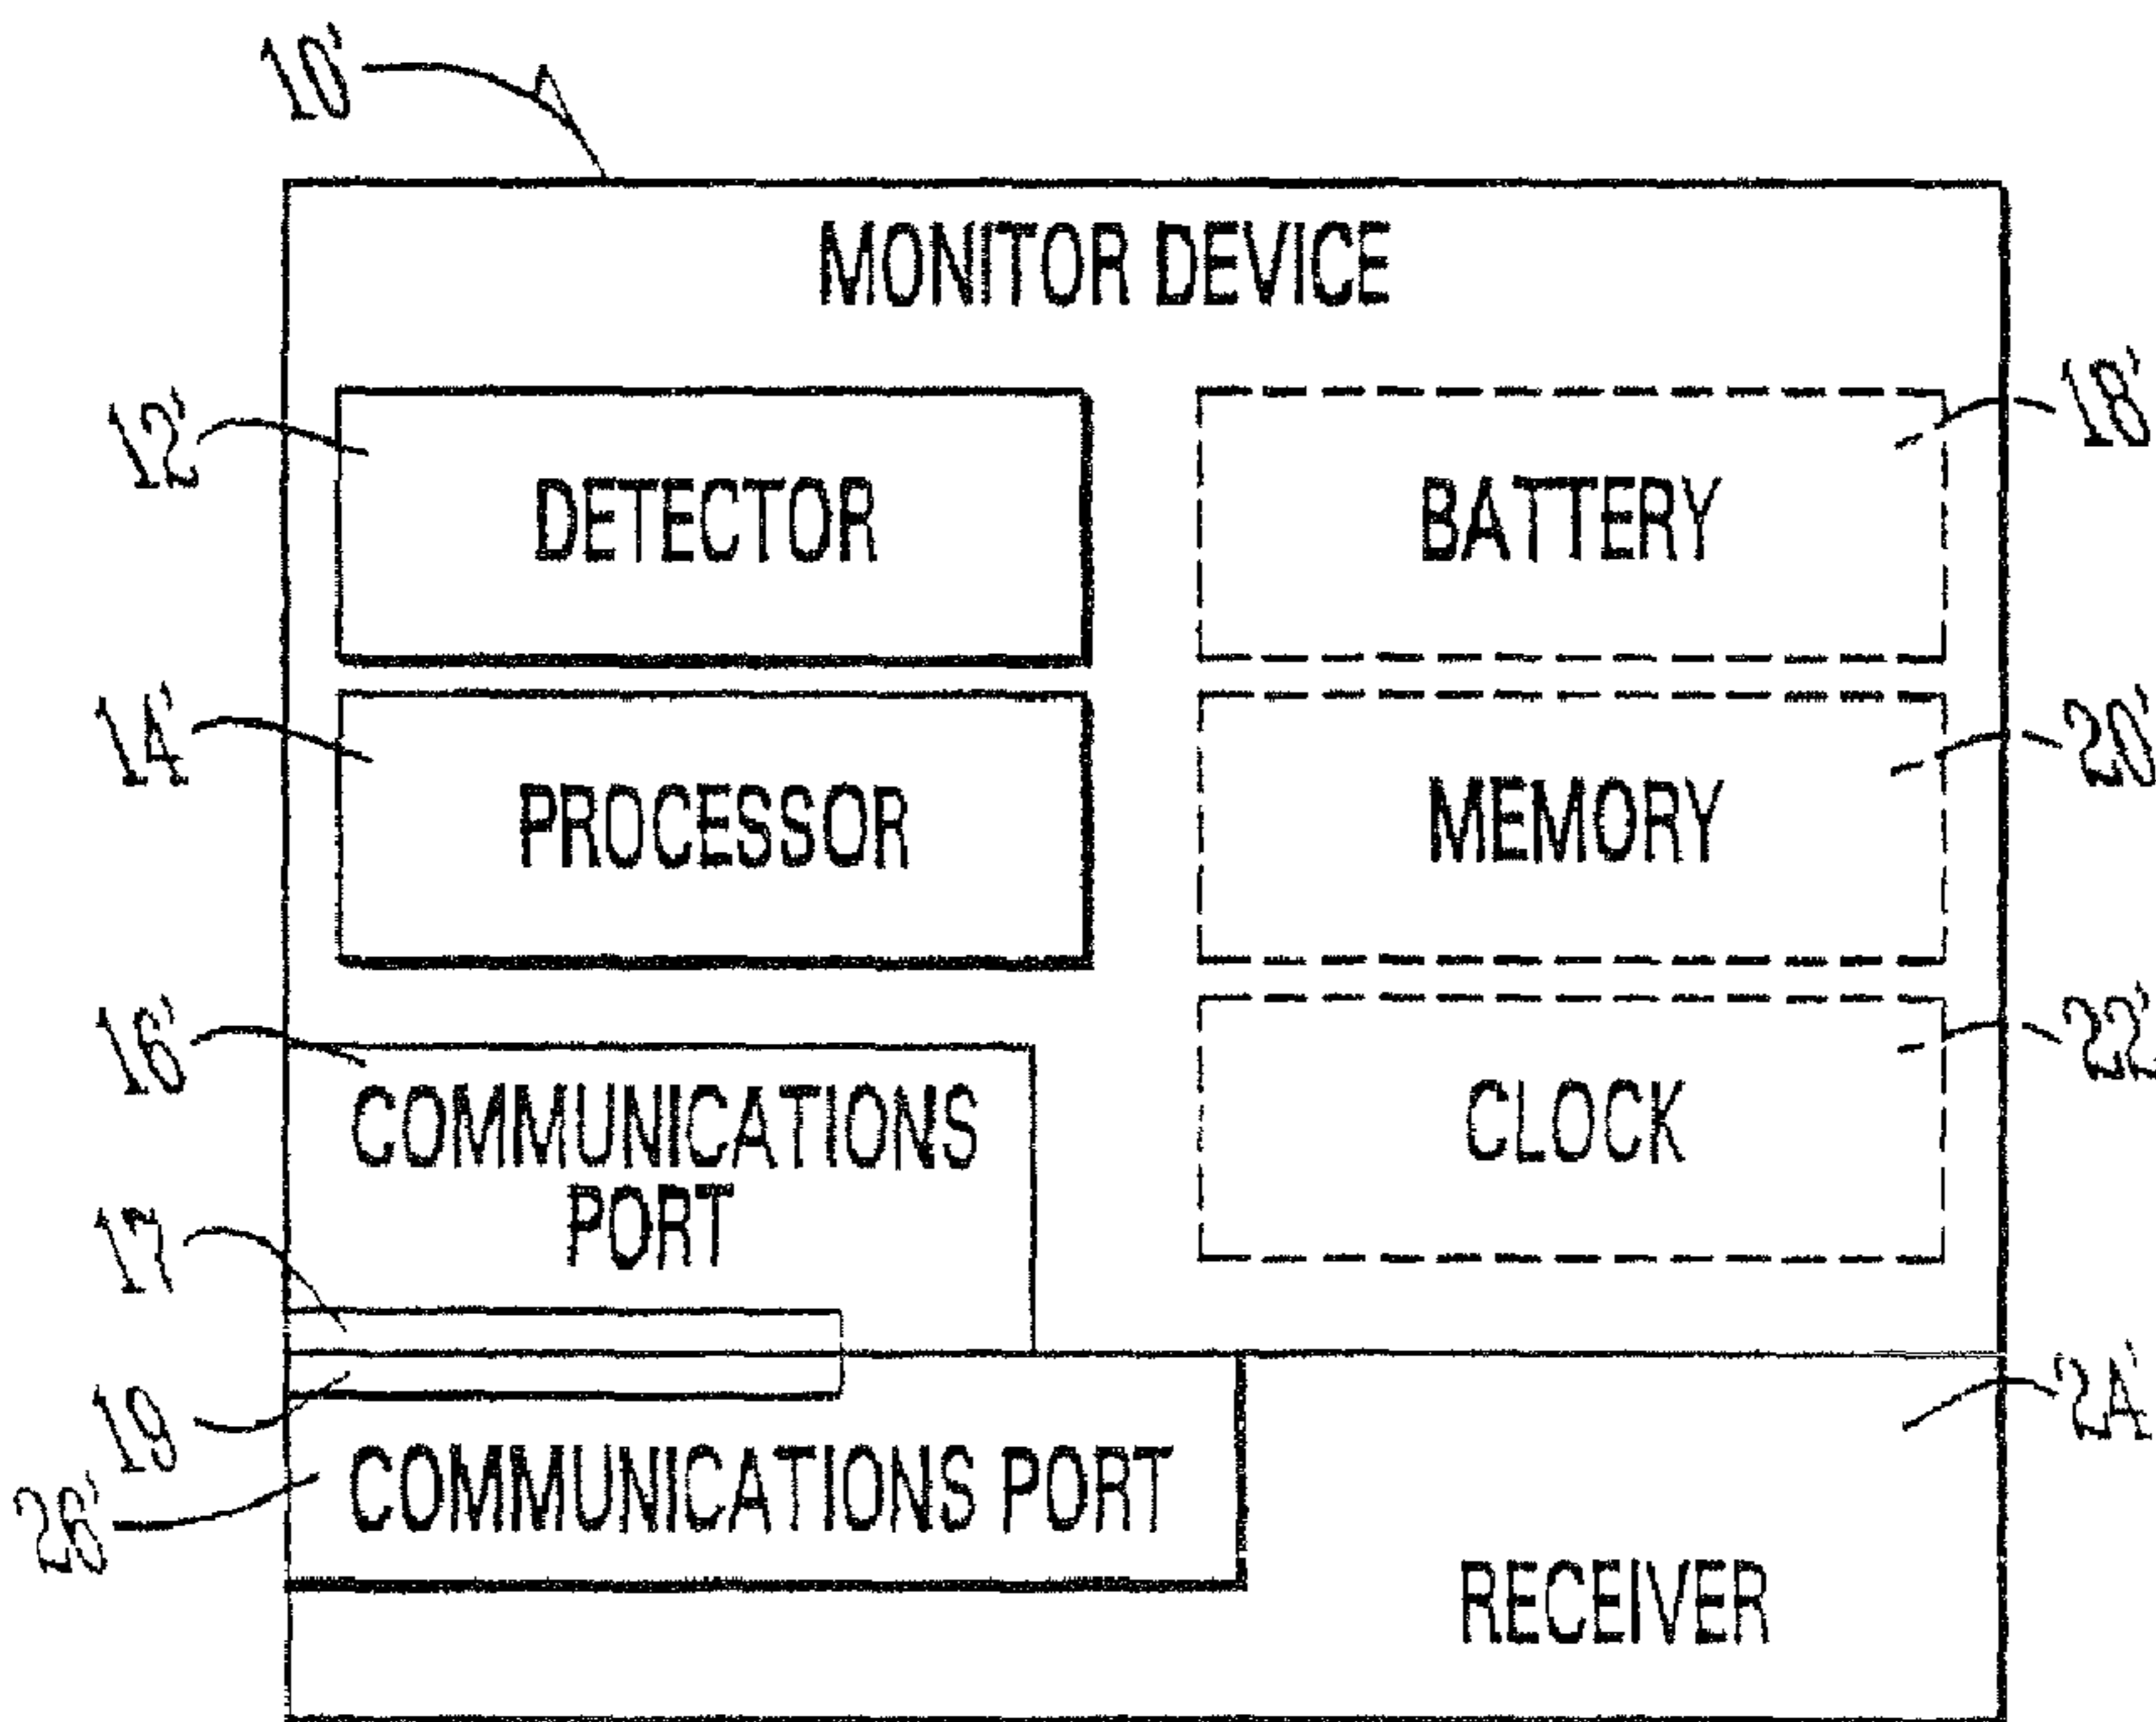 10'
MONITOR DEVICE
12'
DETECTOR
BATTERY
18'
14'
PROCESSOR
MEMORY
20'
16'
COMMUNICATIONS
PORT
CLOCK
22'
17
19
26'
COMMUNICATIONS PORT
24'
RECEIVER